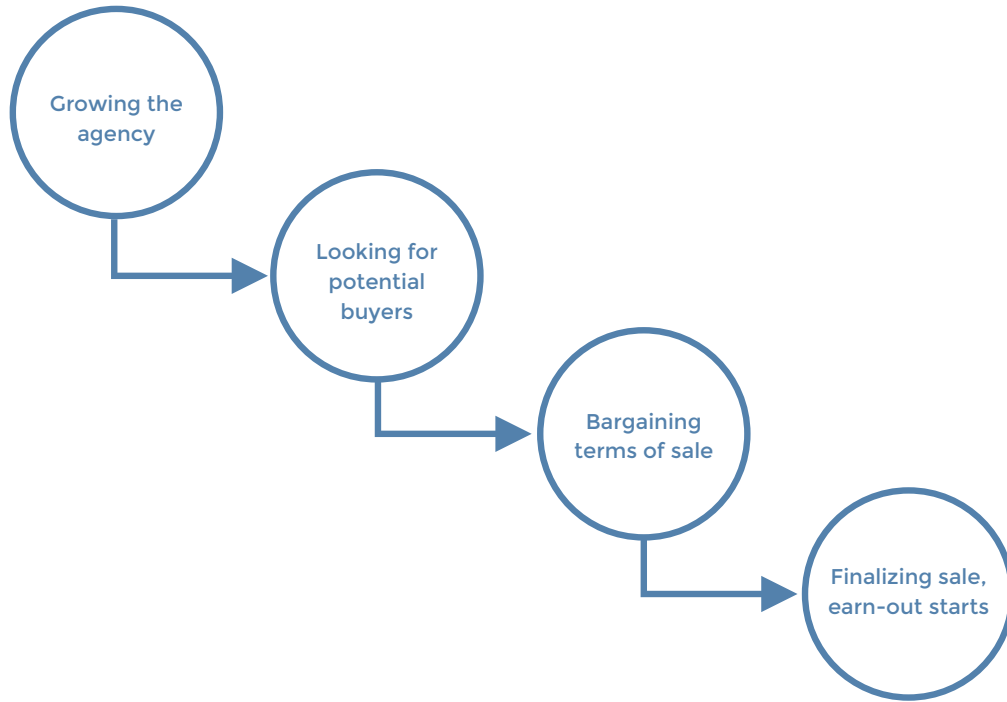 Growing the
agency
Looking for
potential
buyers
Bargaining
terms of sale
Finalizing sale,
earn-out starts